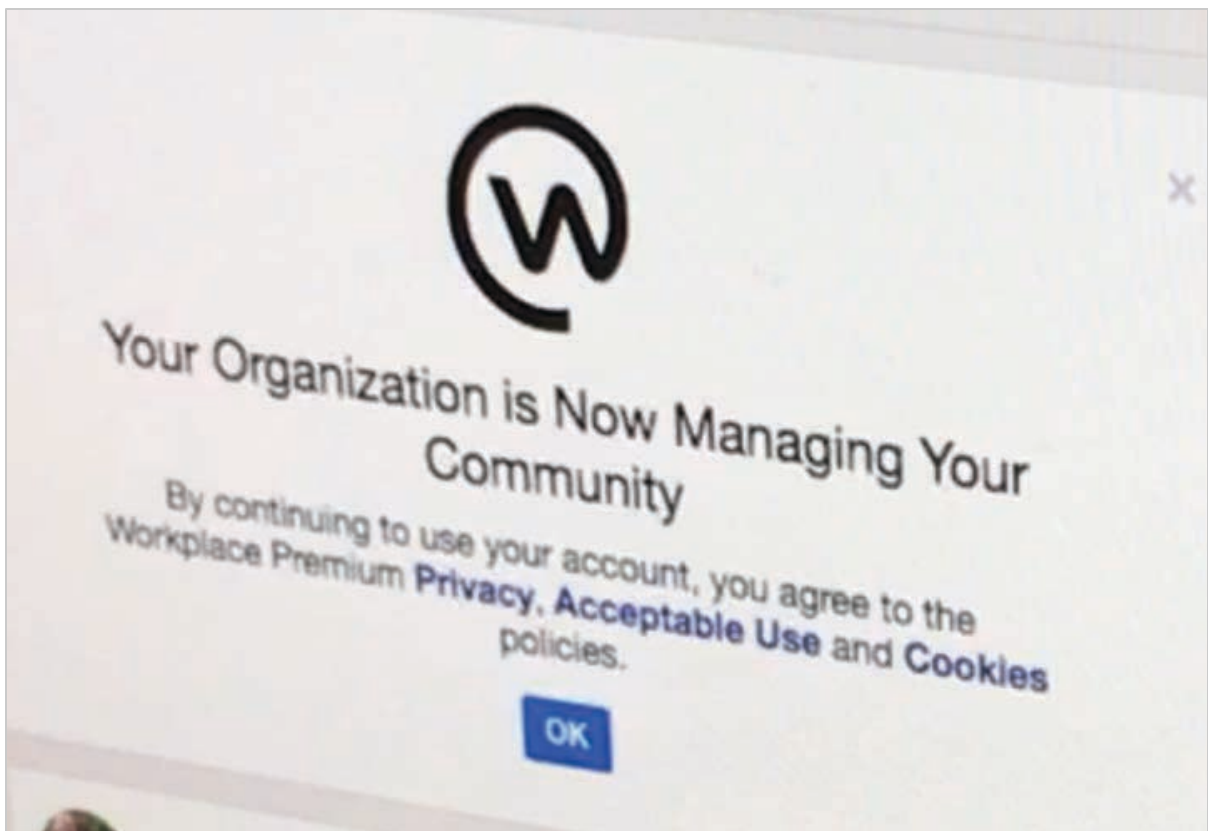 W
Your Organization is Now Managing Your
Community
By continuing to use your account, you agree to the
Workplace Premium Privacy, Acceptable Use and Cookies
policies.
OK